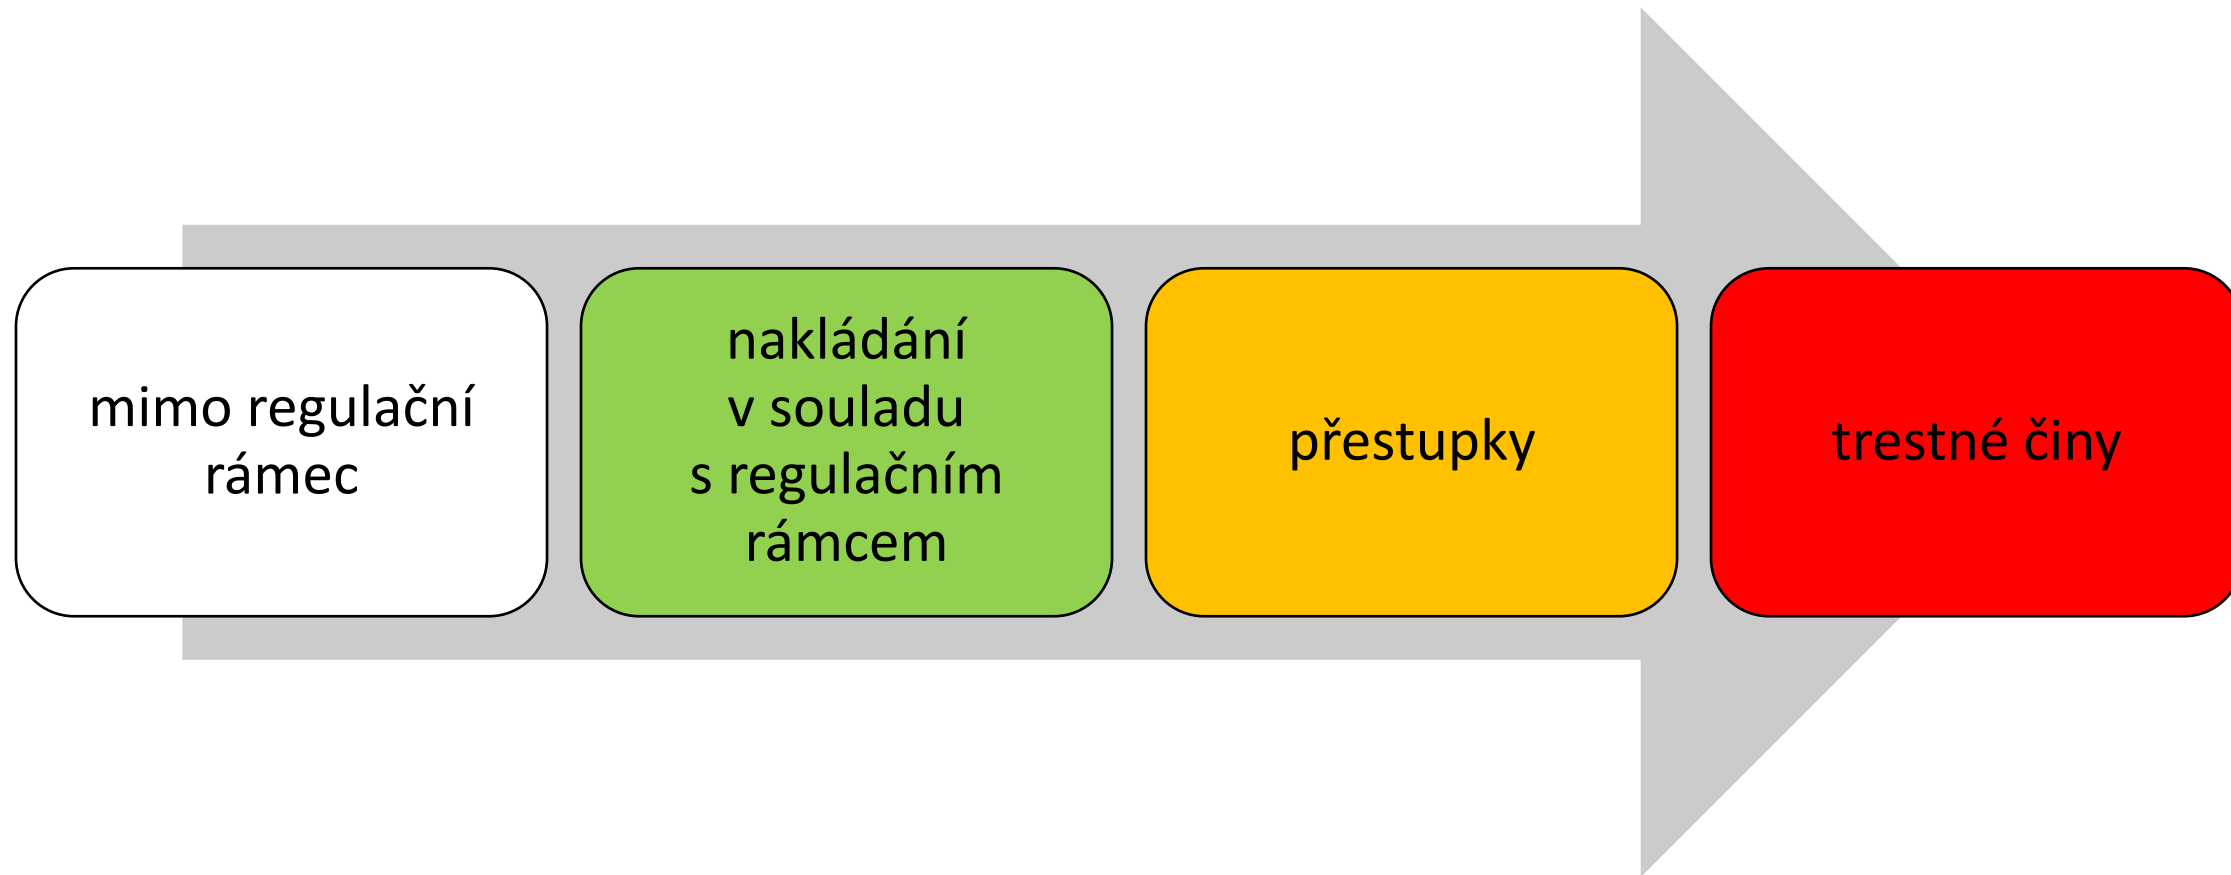 mimo regulační
rámec
nakládání
v souladu
s regulačním
rámcem
přestupky
trestné činy